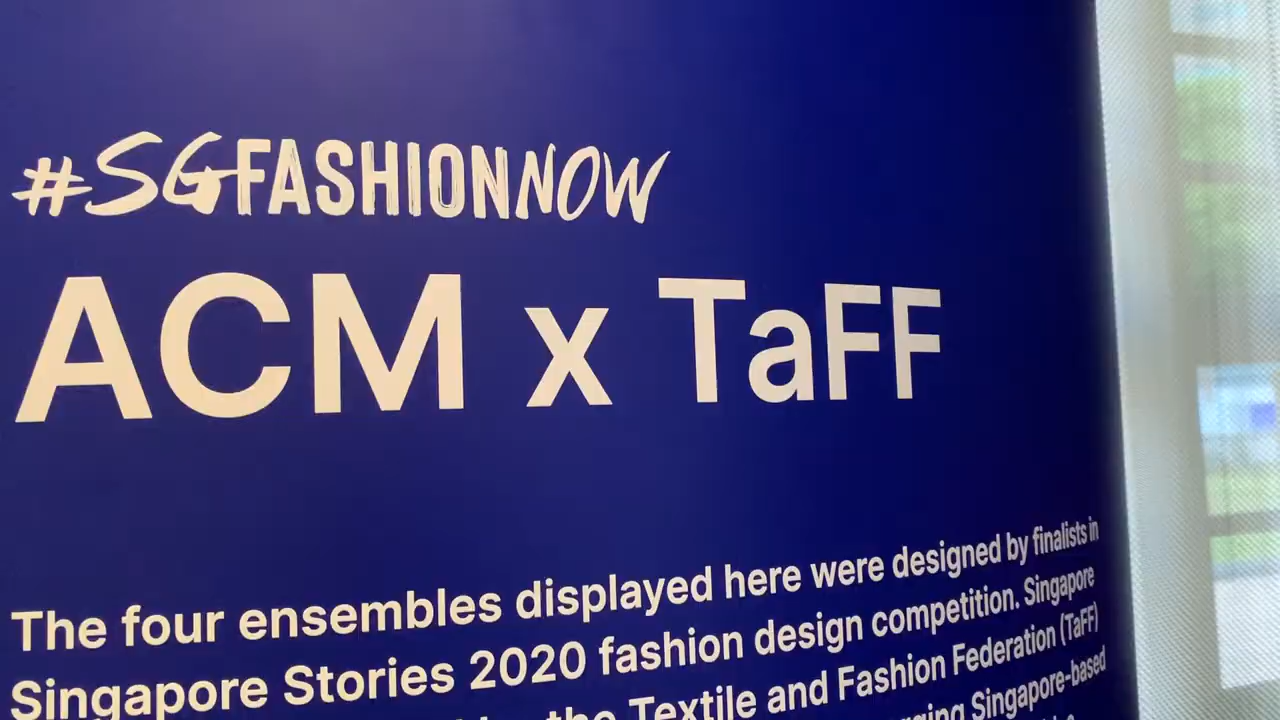 #SGFASHIONNOW
ACM x TaFF
The four ensembles displayed here were designed by finalists in
Singapore Stories 2020 fashion design competition. Singapore
the Textile and Fashion Federation (TaFF)
Singapore-based